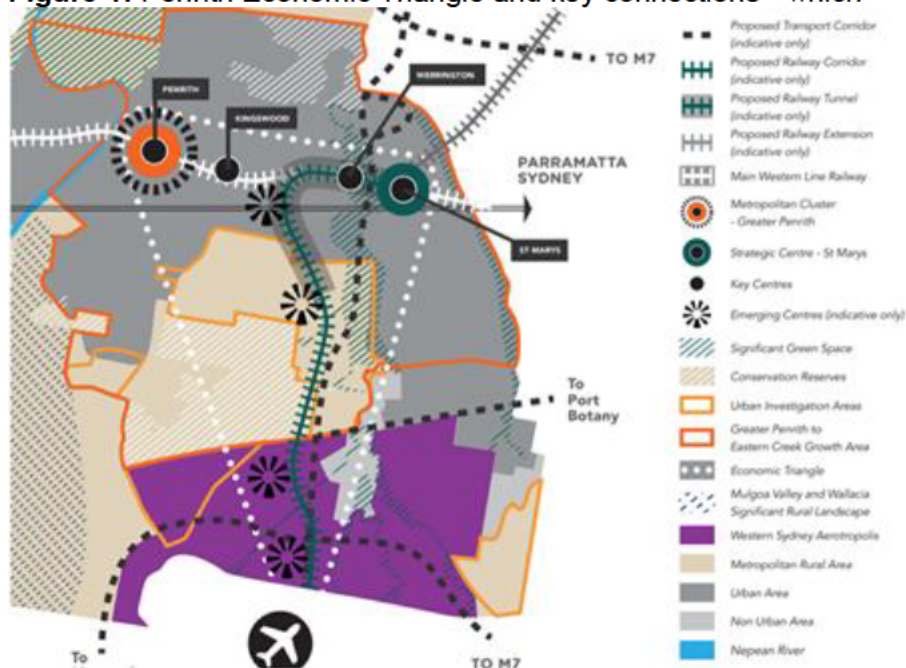 Penrith Economic Triangle and key connections - which
TO M7
PENRITH
WERRINGTON
KINGSWOOD
PARRAMATTA
SYDNEY
ST MARYS
To
Port
Botany
To
TO M7
Proposed Transport Corridor
(indicative only)
Proposed Railway Corridor
(indicative only)
Proposed Railway Tunnel
(indicative only)
Proposed Railway Extension
(indicative only)
Main Western Line Railway
Metropolitan Cluster
- Greater Penrith
Strategic Centre - St Marys
Key Centres
Emerging Centres (indicative only)
Significant Green Space
Conservation Reserves
Urban Investigation Areas
Greater Penrith to
Eastern Creek Growth Area
Economic Triangle
Mulgoa Valley and Wallacia
Significant Rural Landscape
Western Sydney Aerotropolis
Metropolitan Rural Area
Urban Area
Non Urban Area
Nepean River